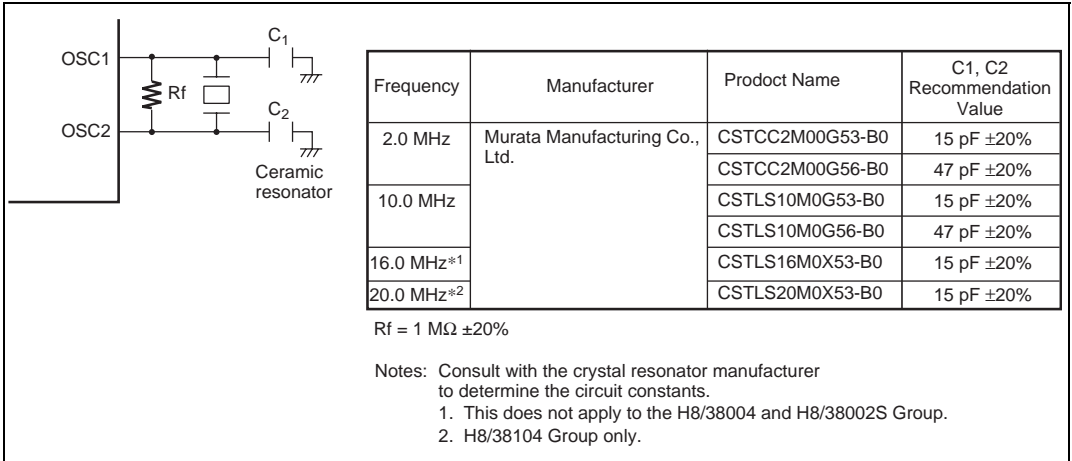 OSC1
C1
Rf
OSC2
C2
Ceramic
resonator
Frequency Manufacturer Product Name C1, C2
Recommendation
Value
2.0 MHz Murata Manufacturing Co.,
Ltd. CSTCC2M00G53-B0 15 pF ±20%
CSTCC2M00G56-B0 47 pF ±20%
10.0 MHz CSTLS10M0G53-B0 15 pF ±20%
CSTLS10M0G56-B0 47 pF ±20%
16.0 MHz*1 CSTLS16M0X53-B0 15 pF ±20%
20.0 MHz*2 CSTLS20M0X53-B0 15 pF ±20%
Rf = 1 MΩ ±20%
Notes: Consult with the crystal resonator manufacturer
to determine the circuit constants.
1. This does not apply to the H8/38004 and H8/38002S Group.
2. H8/38104 Group only.